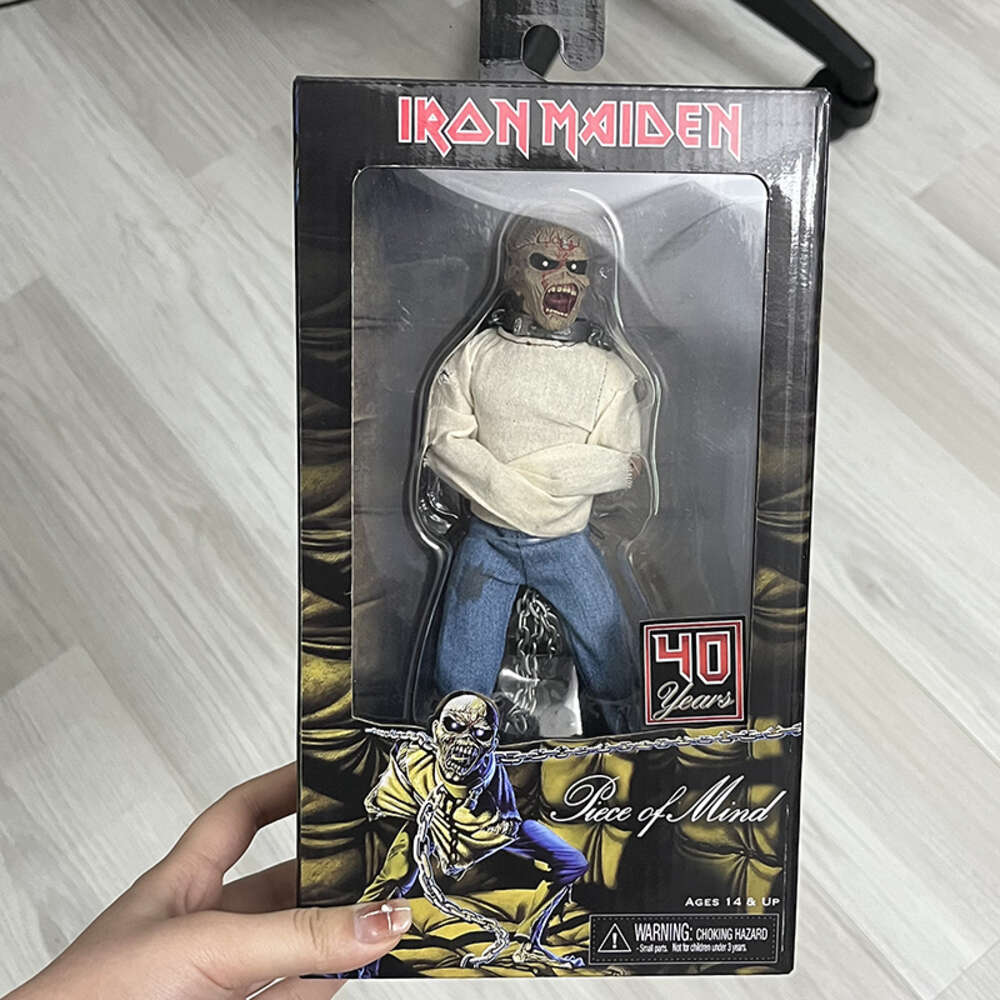 IRON MAIDEN
40
Years
Piece of Mind
AGES 14 & UP
WARNING: CHOKING HAZARD
-Small parts. Not for children under 3 years.